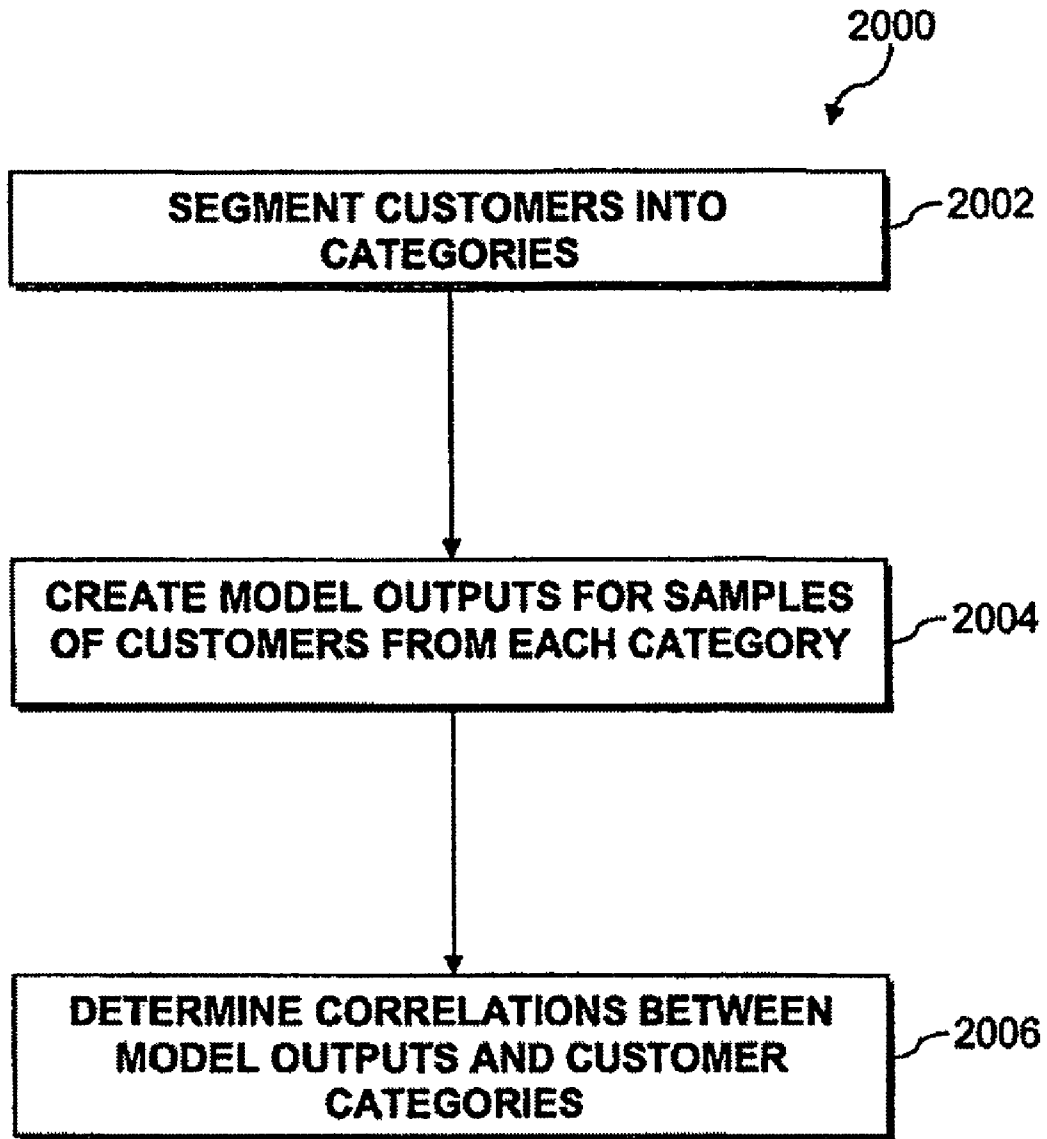 2000
SEGMENT CUSTOMERS INTO
CATEGORIES
2002
CREATE MODEL OUTPUTS FOR SAMPLES
OF CUSTOMERS FROM EACH CATEGORY
2004
DETERMINE CORRELATIONS BETWEEN
MODEL OUTPUTS AND CUSTOMER
CATEGORIES
2006